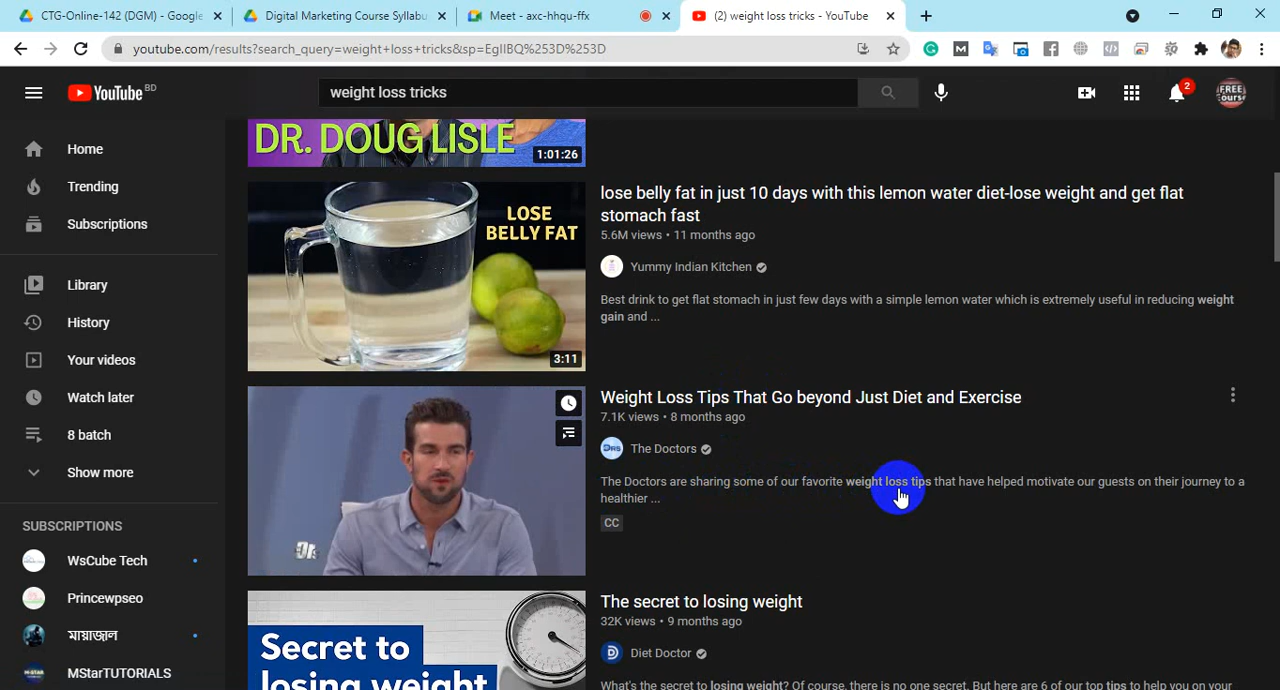 CTG-Online-142 (DGM) - Google
Digital Marketing Course Syllabu
Meet - axc-hhqu-ffx
(2) weight loss tricks - YouTube
youtube.com/results?search_query=weight+loss+tricks&sp=EgIIBQ%253D%253D
YouTube BD
weight loss tricks
2
FREE
Home
DR. DOUG LISLE
1:01:26
Trending
Subscriptions
Library
History
Your videos
Watch later
8 batch
Show more
SUBSCRIPTIONS
WsCube Tech
Princewpseo
মায়াজাল
MStarTUTORIALS
LOSE
BELLY FAT
3:11
lose belly fat in just 10 days with this lemon water diet-lose weight and get flat
stomach fast
5.6M views • 11 months ago
Yummy Indian Kitchen
Best drink to get flat stomach in just few days with a simple lemon water which is extremely useful in reducing weight
gain and ...
Weight Loss Tips That Go beyond Just Diet and Exercise
7.1K views • 8 months ago
DRS The Doctors
The Doctors are sharing some of our favorite weight loss tips that have helped motivate our guests on their journey to a
healthier ...
CC
Secret to
losing weight
The secret to losing weight
32K views • 9 months ago
Diet Doctor
What's the secret to losing weight? Of course, there is no one secret. But here are 6 of our top tips to help you on your